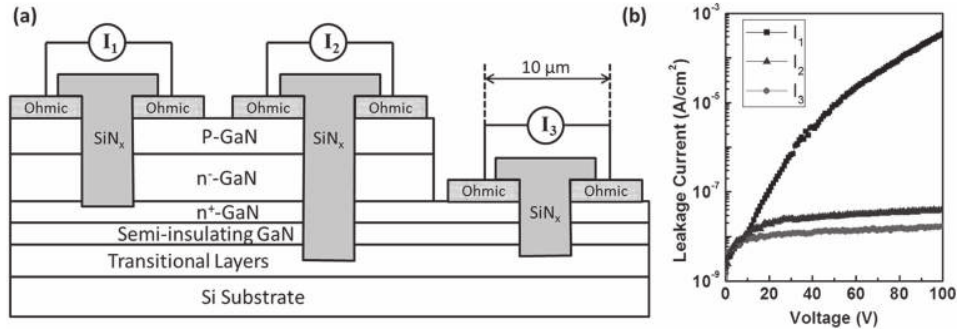 (a)
I₁
I₂
10 μm
I₃
Ohmic
Ohmic
Ohmic
Ohmic
SiNₓ
SiNₓ
P-GaN
n⁻-GaN
Ohmic
Ohmic
SiNₓ
n⁺-GaN
Semi-insulating GaN
Transitional Layers
Si Substrate
(b)
Leakage Current (A/cm²)
10⁻³
10⁻⁵
10⁻⁷
10⁻⁹
I₁
I₂
I₃
0 20 40 60 80 100
Voltage (V)